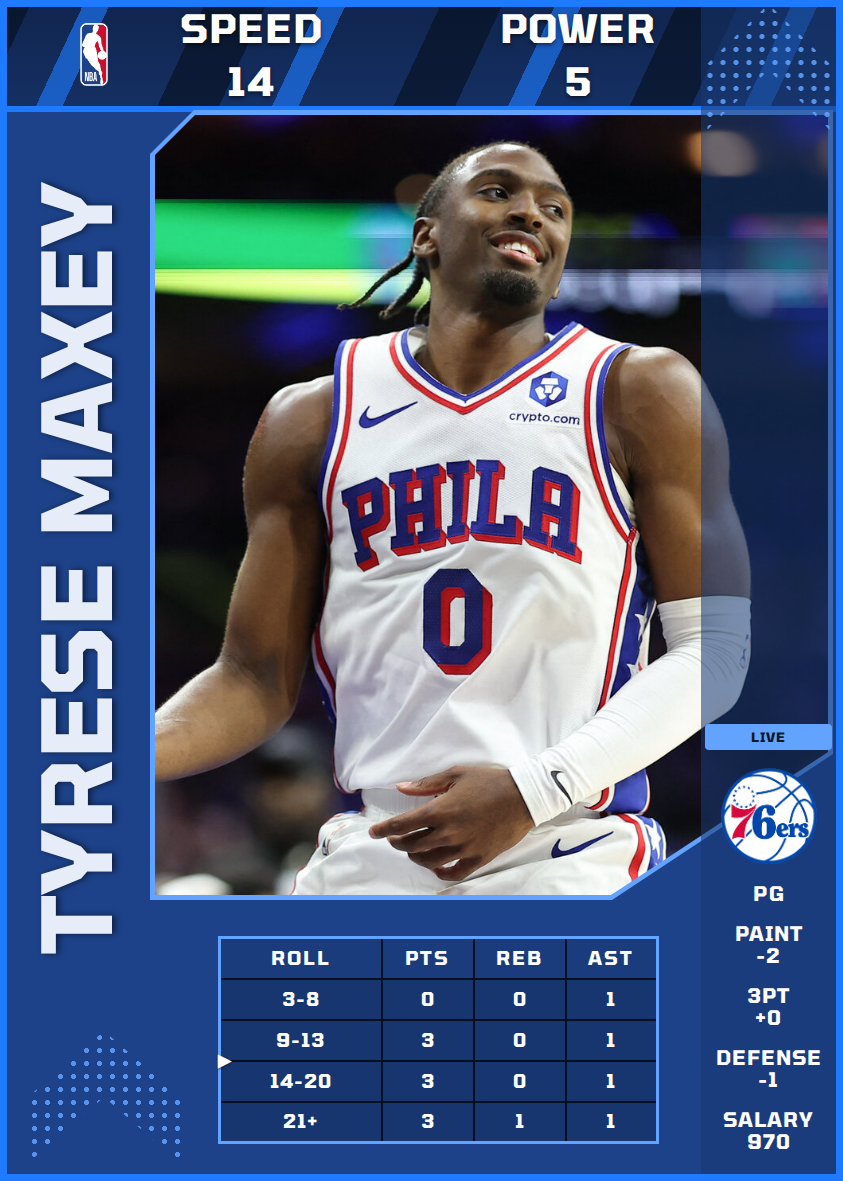 SPEED POWER
14 5
NBA
TYRESE MAXEY
crypto.com
PHILA
0
LIVE
76ers
PG
PAINT
-2
3PT
+0
DEFENSE
-1
SALARY
970
ROLL PTS REB AST
3-8 0 0 1
9-13 3 0 1
14-20 3 0 1
21+ 3 1 1